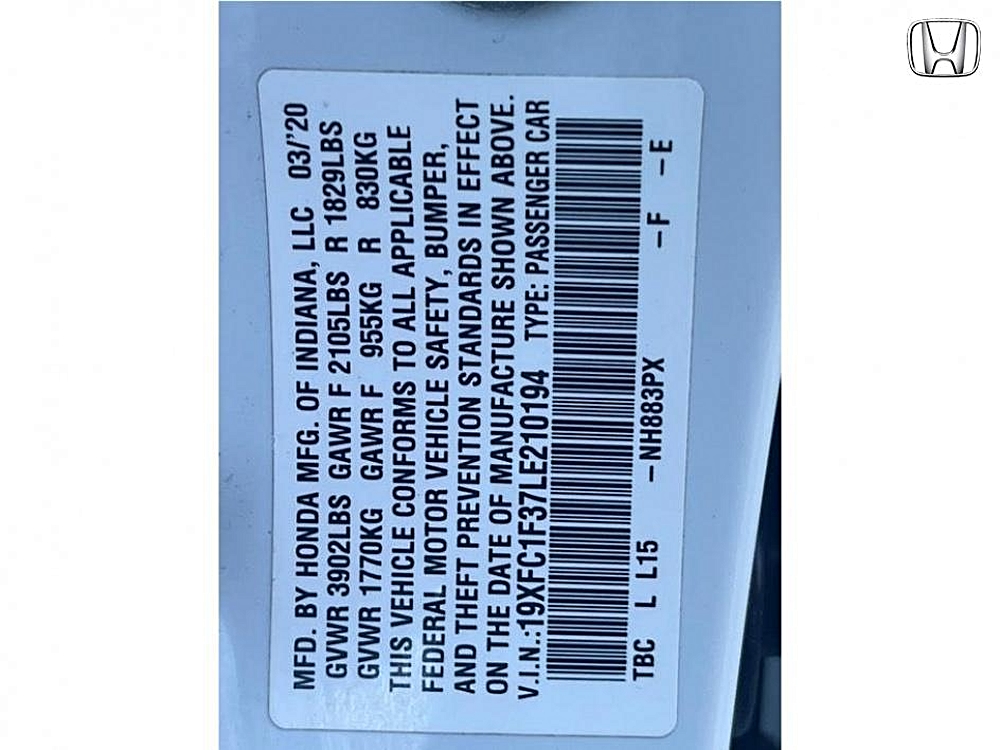 MFD. BY HONDA MFG. OF INDIANA, LLC 03/'20
GVWR 3902LBS GAWR F 2105LBS R 1829LBS
GVWR 1770KG GAWR F 955KG R 830KG
THIS VEHICLE CONFORMS TO ALL APPLICABLE
FEDERAL MOTOR VEHICLE SAFETY, BUMPER,
AND THEFT PREVENTION STANDARDS IN EFFECT
ON THE DATE OF MANUFACTURE SHOWN ABOVE.
V.I.N.:19XFC1F37LE210194 TYPE: PASSENGER CAR
TBC L L15 -NH883PX -F -E